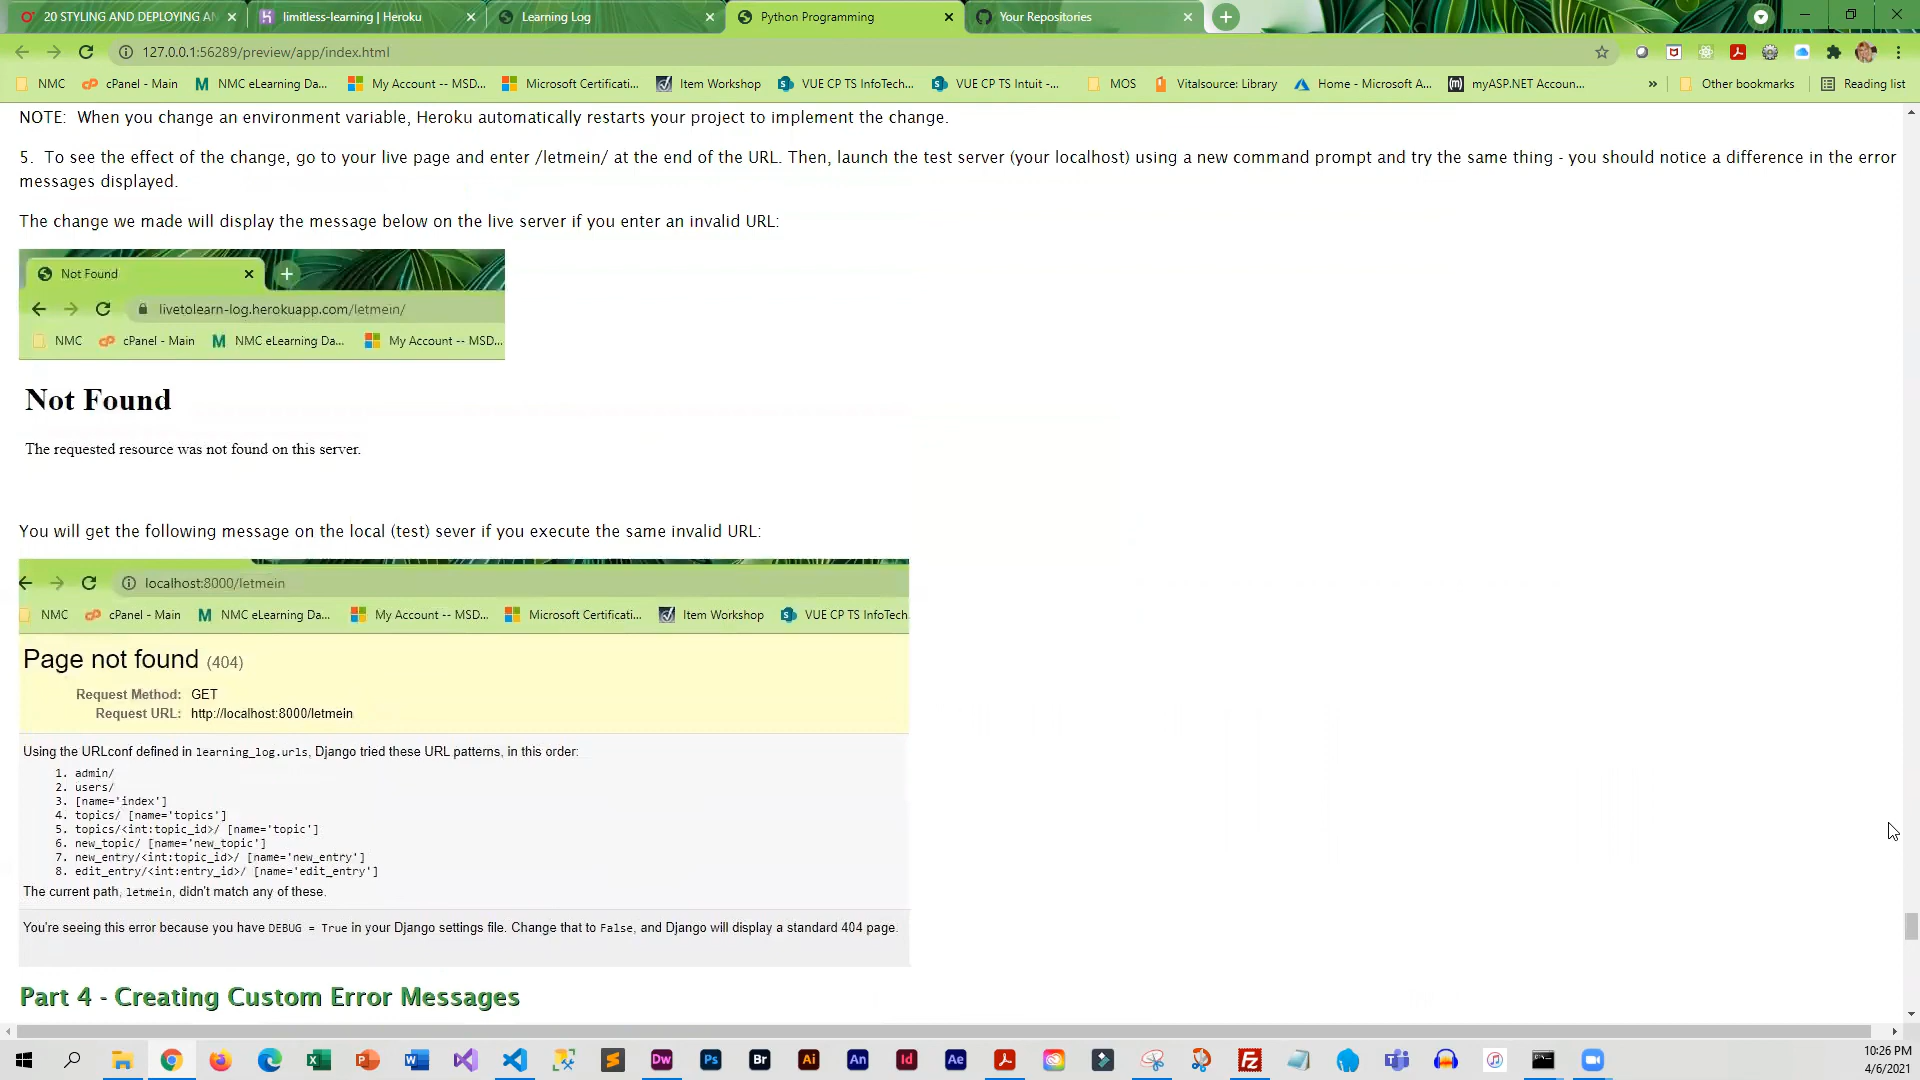 20 STYLING AND DEPLOYING AN
limitless-learning | Heroku
Learning Log
Python Programming
Your Repositories
127.0.0.1:56289/preview/app/index.html
NMC
cPanel - Main
NMC eLearning Da...
My Account -- MSD...
Microsoft Certificati...
Item Workshop
VUE CP TS InfoTech...
VUE CP TS Intuit -...
MOS
Vitalsource: Library
Home - Microsoft A...
myASP.NET Accoun...
»
Other bookmarks
Reading list
NOTE: When you change an environment variable, Heroku automatically restarts your project to implement the change.
5. To see the effect of the change, go to your live page and enter /letmein/ at the end of the URL. Then, launch the test server (your localhost) using a new command prompt and try the same thing - you should notice a difference in the error
messages displayed.
The change we made will display the message below on the live server if you enter an invalid URL:
Not Found
livetolearn-log.herokuapp.com/letmein/
NMC
cPanel - Main
NMC eLearning Da...
My Account -- MSD...
Not Found
The requested resource was not found on this server.
You will get the following message on the local (test) sever if you execute the same invalid URL:
localhost:8000/letmein
NMC
cPanel - Main
NMC eLearning Da...
My Account -- MSD...
Microsoft Certificati...
Item Workshop
VUE CP TS InfoTech
Page not found (404)
Request Method: GET
Request URL: http://localhost:8000/letmein
Using the URLconf defined in learning_log.urls, Django tried these URL patterns, in this order:
1. admin/
2. users/
3. [name='index']
4. topics/ [name='topics']
5. topics/<int:topic_id>/ [name='topic']
6. new_topic/ [name='new_topic']
7. new_entry/<int:topic_id>/ [name='new_entry']
8. edit_entry/<int:entry_id>/ [name='edit_entry']
The current path, letmein, didn't match any of these.
You're seeing this error because you have DEBUG = True in your Django settings file. Change that to False, and Django will display a standard 404 page.
Part 4 - Creating Custom Error Messages
Dw
Ps
Br
Ai
An
Id
Ae
10:26 PM
4/6/2021